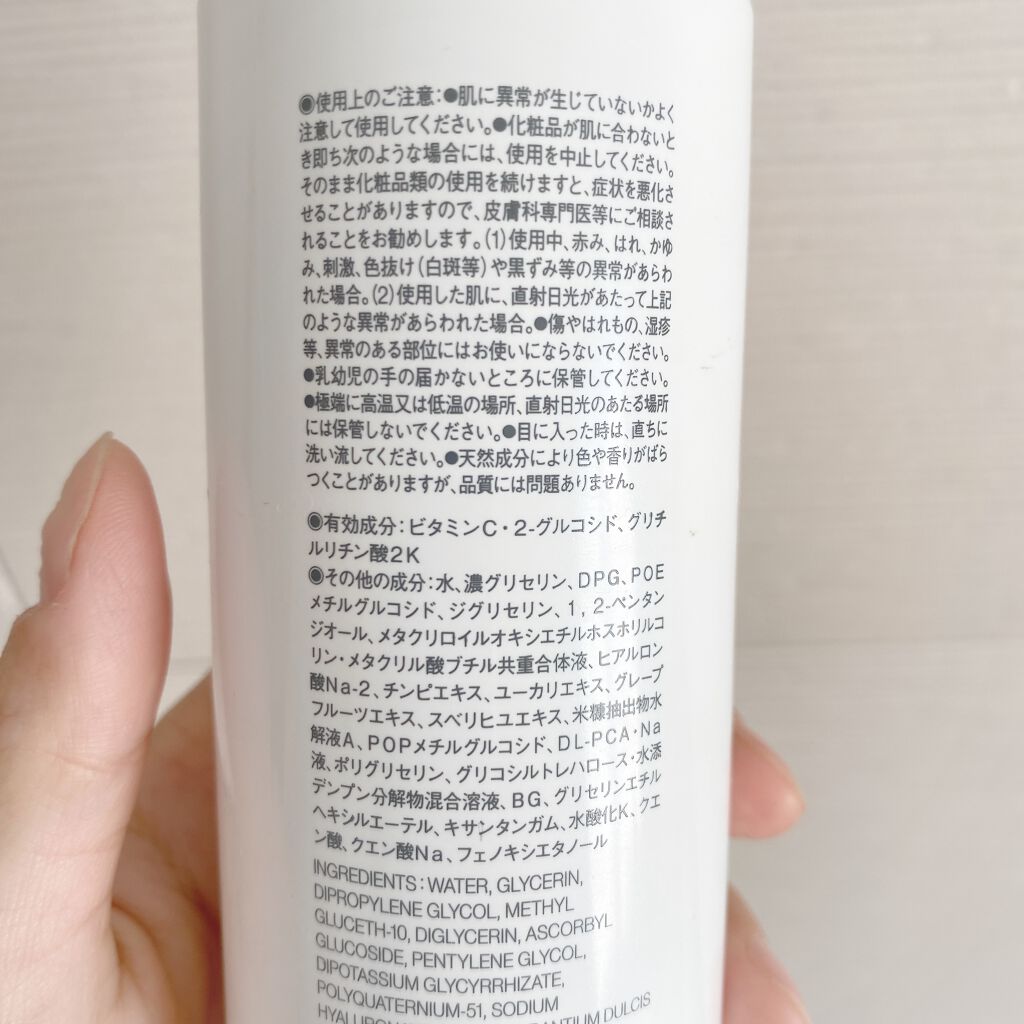 ◉使用上のご注意:●肌に異常が生じていないかよく
注意して使用してください。●化粧品が肌に合わないと
き即ち次のような場合には、使用を中止してください。
そのまま化粧品類の使用を続けますと、症状を悪化さ
せることがありますので、皮膚科専門医等にご相談さ
れることをお勧めします。(1)使用中、赤み、はれ、かゆ
み、刺激、色抜け(白斑等)や黒ずみ等の異常があらわ
れた場合。(2)使用した肌に、直射日光があたって上記
のような異常があらわれた場合。●傷やはれもの、湿疹
等、異常のある部位にはお使いにならないでください。
●乳幼児の手の届かないところに保管してください。
●極端に高温又は低温の場所、直射日光のあたる場所
には保管しないでください。●目に入った時は、直ちに
洗い流してください。●天然成分により色や香りがばら
つくことがありますが、品質には問題ありません。
◉有効成分:ビタミンC・2-グルコシド、グリチ
ルリチン酸2K
◉その他の成分:水、濃グリセリン、DPG、POE
メチルグルコシド、ジグリセリン、1,2-ペンタン
ジオール、メタクリロイルオキシエチルホスホリルコ
リン・メタクリル酸ブチル共重合体液、ヒアルロン
酸Na-2、チンピエキス、ユーカリエキス、グレープ
フルーツエキス、スベリヒユエキス、米糠抽出物水
解液A、POPメチルグルコシド、DL-PCA・Na
液、ポリグリセリン、グリコシルトレハロース・水添
デンプン分解物混合溶液、BG、グリセリンエチル
ヘキシルエーテル、キサンタンガム、水酸化K、クエ
ン酸、クエン酸Na、フェノキシエタノール
INGREDIENTS:WATER, GLYCERIN,
DIPROPYLENE GLYCOL, METHYL
GLUCETH-10, DIGLYCERIN, ASCORBYL
GLUCOSIDE, PENTYLENE GLYCOL,
DIPOTASSIUM GLYCYRRHIZATE,
POLYQUATERNIUM-51, SODIUM
DULCIS